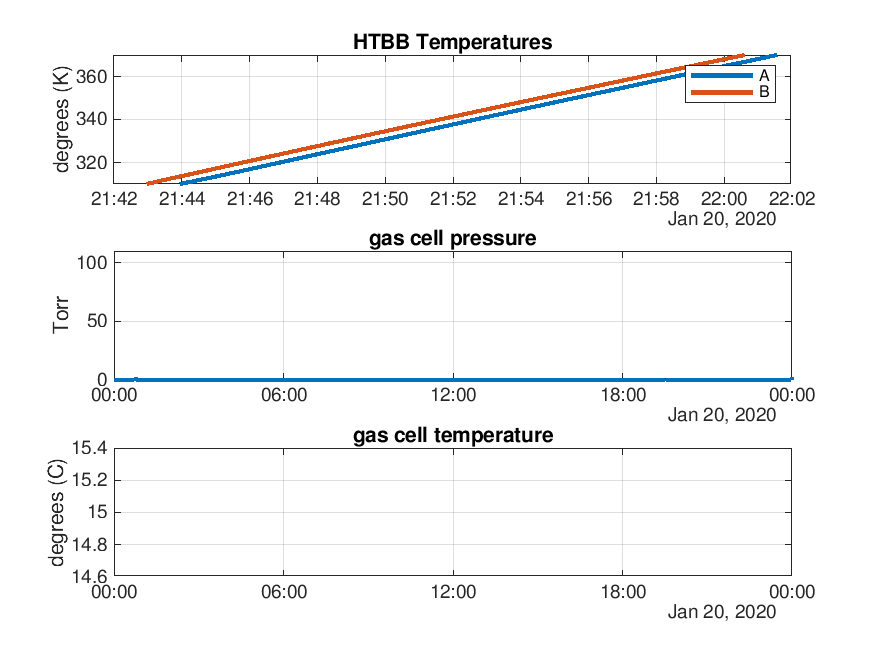 HTBB Temperatures
degrees (K)
360
340
320
A
B
21:42 21:44 21:46 21:48 21:50 21:52 21:54 21:56 21:58 22:00 22:02
Jan 20, 2020
gas cell pressure
Torr
100
50
0
00:00 06:00 12:00 18:00 00:00
Jan 20, 2020
gas cell temperature
degrees (C)
15.4
15.2
15
14.8
14.6
00:00 06:00 12:00 18:00 00:00
Jan 20, 2020